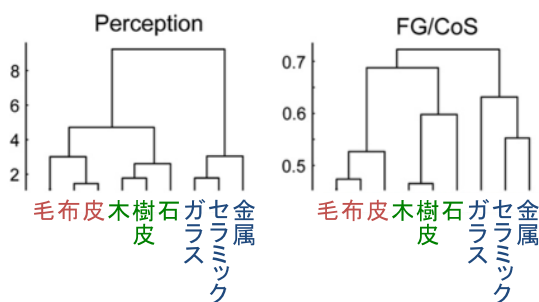 Perception
8
6
4
2
毛 布 皮 木 樹皮 石 ガラス セラミック 金属
FG/CoS
0.7
0.6
0.5
毛 布 皮 木 樹皮 石 ガラス セラミック 金属